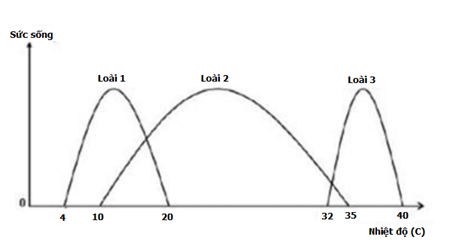 Sức sống
Loài 1 Loài 2 Loài 3
0
4 10 20 32 35 40
Nhiệt độ (C)